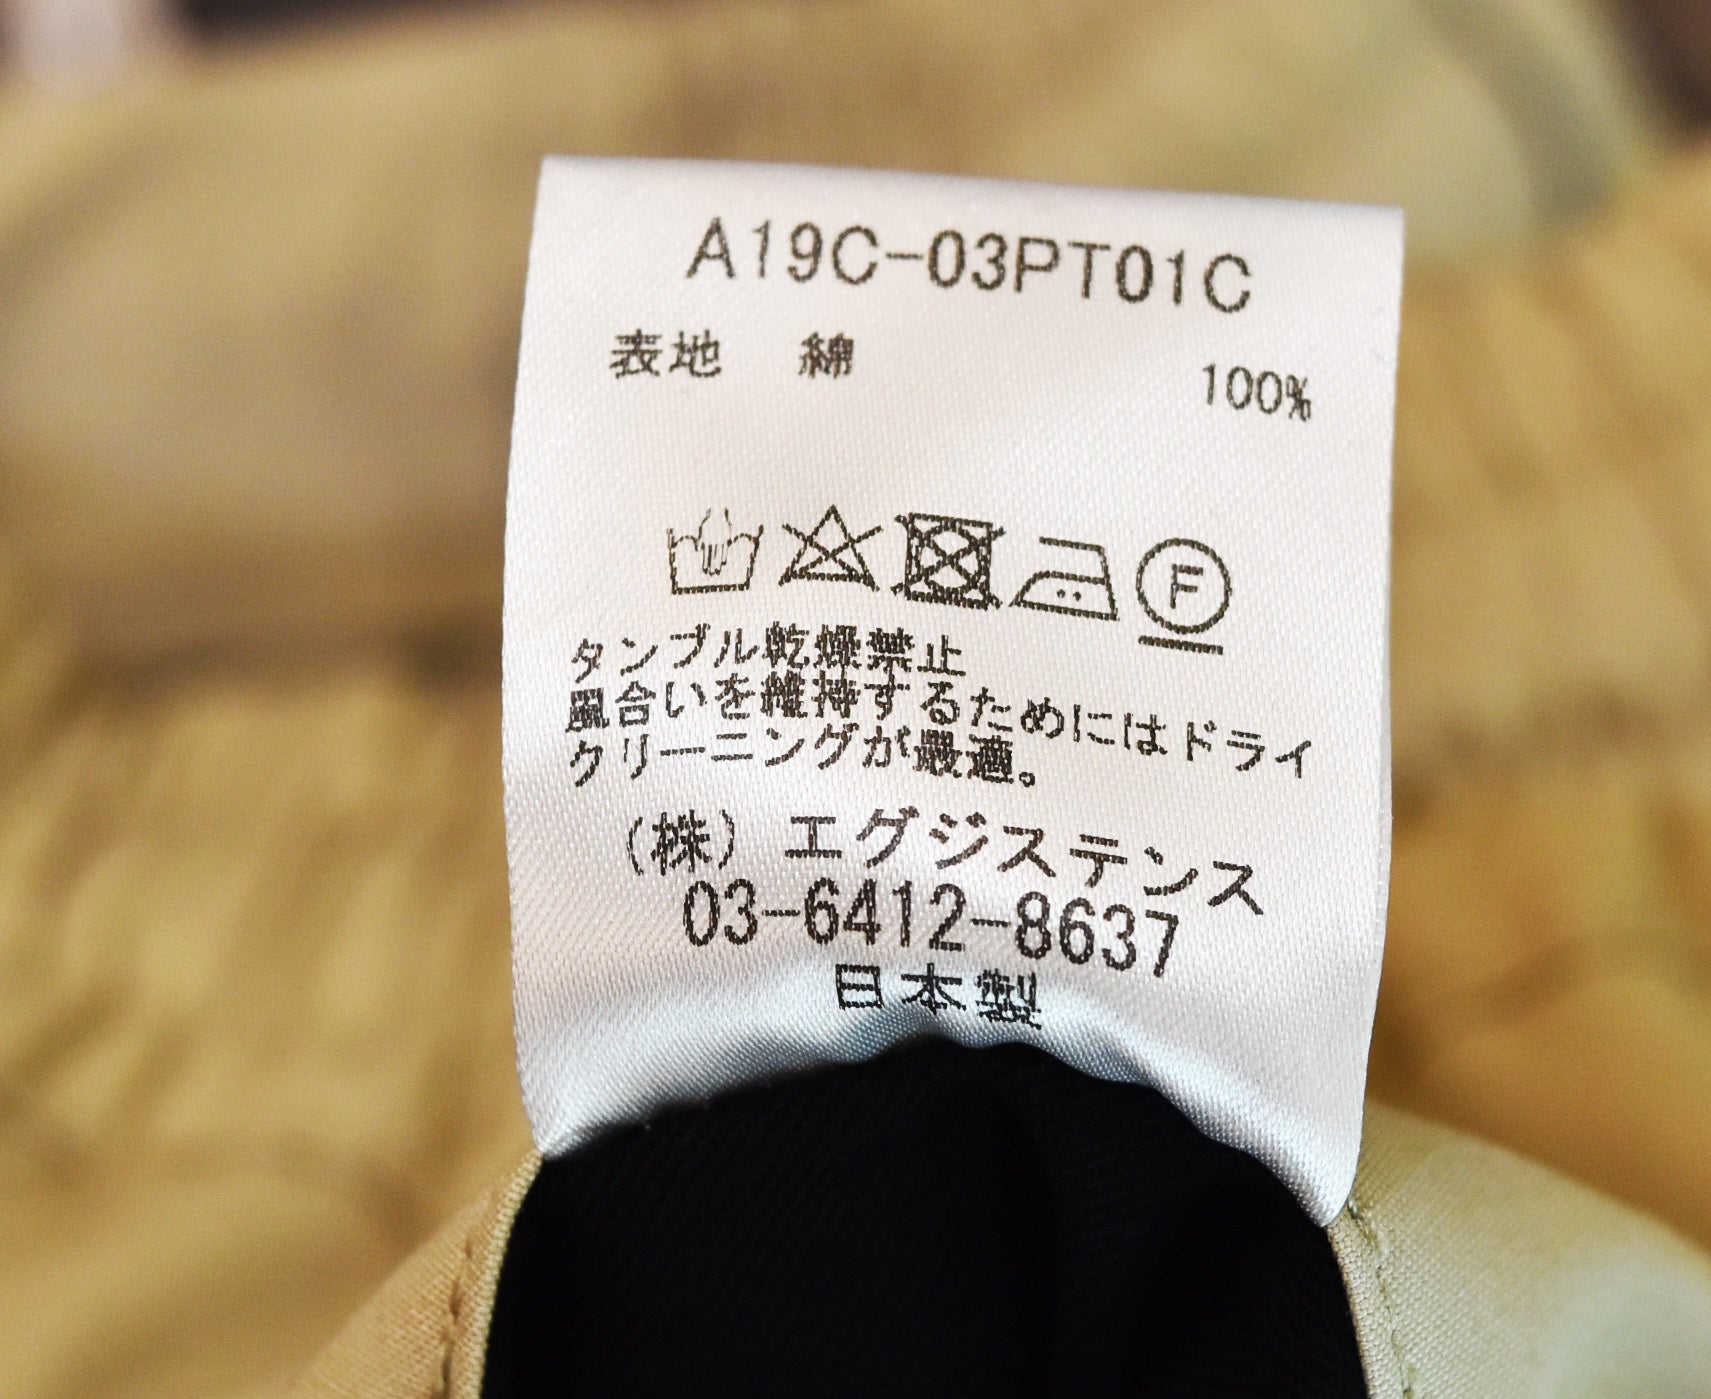 A19C-03PT01C
表地 綿 100%
F
タンブル乾燥禁止
風合いを維持するためにはドライ
クリーニングが最適。
(株) エグジステンス
03-6412-8637
日本製